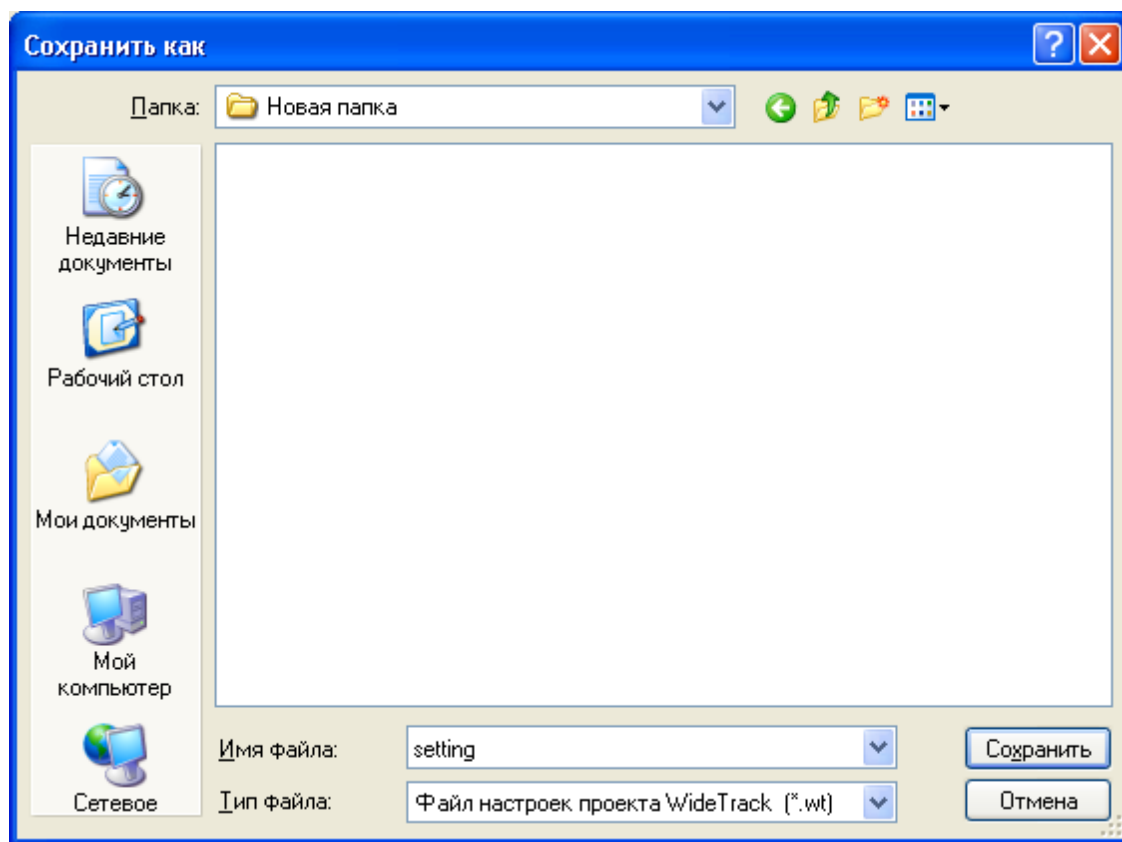 Сохранить как
Папка: Новая папка
Недавние
документы
Рабочий стол
Мои документы
Мой
компьютер
Сетевое
Имя файла: setting Сохранить
Тип файла: Файл настроек проекта WideTrack (*.wt) Отмена